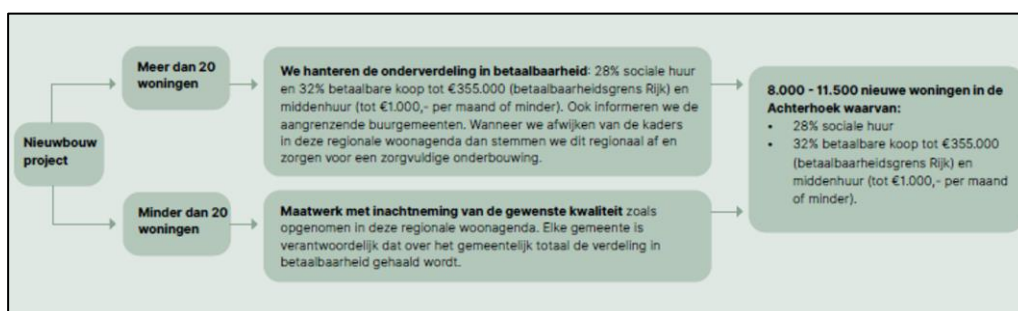 Nieuwbouw
project
Meer dan 20
woningen
We hanteren de onderverdeling in betaalbaarheid: 28% sociale huur
en 32% betaalbare koop tot €355.000 (betaalbaarheidsgrens Rijk) en
middenhuur (tot €1.000,- per maand of minder). Ook informeren we de
aangrenzende buurgemeenten. Wanneer we afwijken van de kaders
in deze regionale woonagenda dan stemmen we dit regionaal af en
zorgen voor een zorgvuldige onderbouwing.
Minder dan 20
woningen
Maatwerk met inachtneming van de gewenste kwaliteit zoals
opgenomen in deze regionale woonagenda. Elke gemeente is
verantwoordelijk dat over het gemeentelijk totaal de verdeling in
betaalbaarheid gehaald wordt.
8.000 - 11.500 nieuwe woningen in de
Achterhoek waarvan:
• 28% sociale huur
• 32% betaalbare koop tot €355.000
(betaalbaarheidsgrens Rijk) en
middenhuur (tot €1.000,- per maand
of minder).